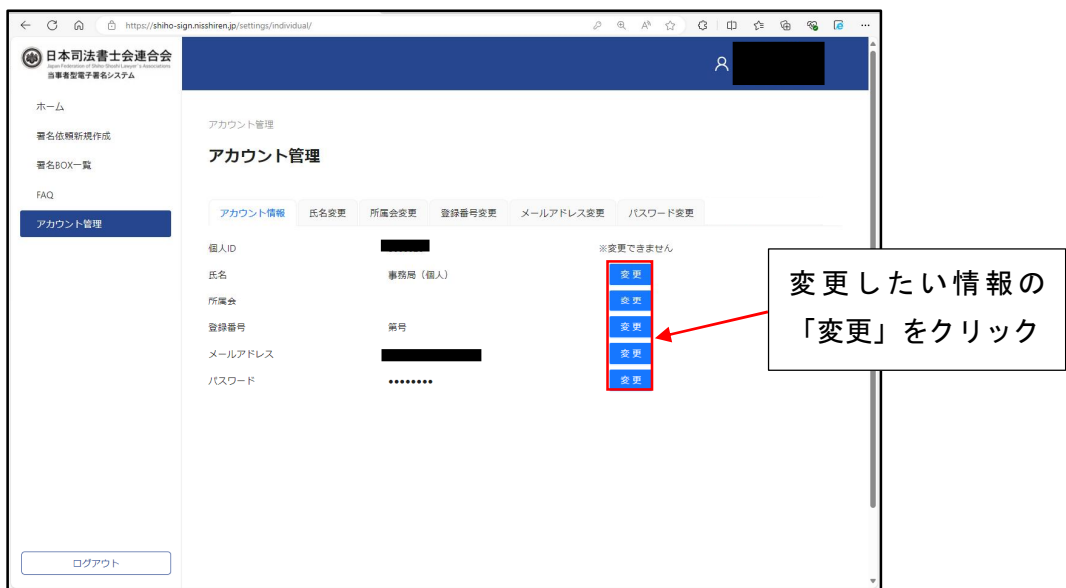 https://shiho-sign.nisshiren.jp/settings/individual/
日本司法書士会連合会
Japan Federation of Shiho-Shoshi Lawyer's Associations
当事者型電子署名システム
ホーム
署名依頼新規作成
署名BOX一覧
FAQ
アカウント管理
ログアウト
アカウント管理
アカウント管理
アカウント情報 氏名変更 所属会変更 登録番号変更 メールアドレス変更 パスワード変更
個人ID ※変更できません
氏名 事務局（個人） 変更
所属会 変更
登録番号 第号 変更
メールアドレス 変更
パスワード •••••••• 変更
変更したい情報の
「変更」をクリック